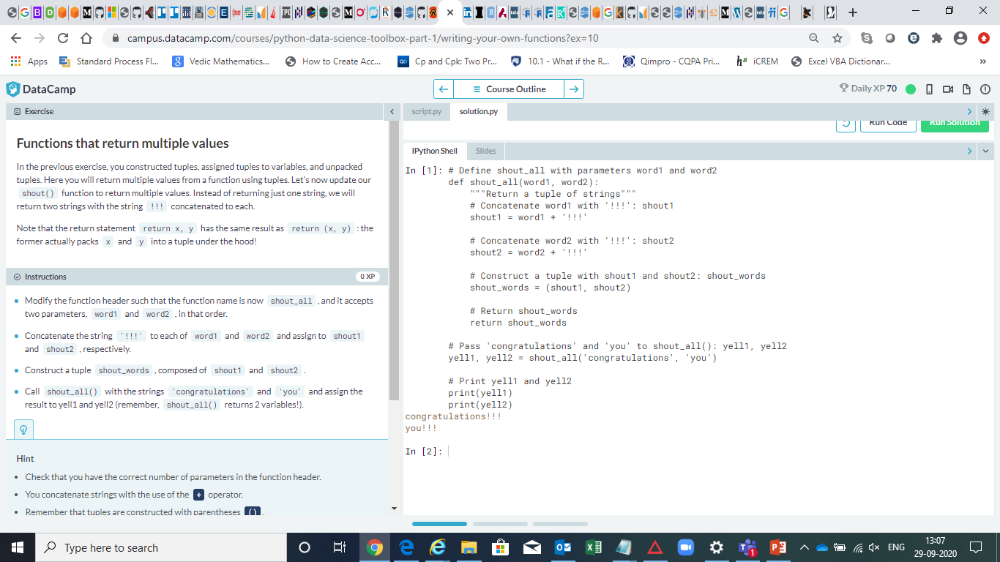 campus.datacamp.com/courses/python-data-science-toolbox-part-1/writing-your-own-functions?ex=10
Apps Standard Process Fl... Vedic Mathematics... How to Create Acc... Cp and Cpk: Two Pr... 10.1 - What if the R... Qimpro - CQPA Pri... iCREM Excel VBA Dictionar... »
DataCamp
Course Outline
Daily XP 70
Exercise
script.py solution.py
Run Code Run Solution
Functions that return multiple values
In the previous exercise, you constructed tuples, assigned tuples to variables, and unpacked
tuples. Here you will return multiple values from a function using tuples. Let's now update our
shout() function to return multiple values. Instead of returning just one string, we will
return two strings with the string !!! concatenated to each.
Note that the return statement return x, y has the same result as return (x, y) : the
former actually packs x and y into a tuple under the hood!
Instructions 0 XP
• Modify the function header such that the function name is now shout_all , and it accepts
two parameters, word1 and word2 , in that order.
• Concatenate the string '!!!' to each of word1 and word2 and assign to shout1
and shout2 , respectively.
• Construct a tuple shout_words , composed of shout1 and shout2 .
• Call shout_all() with the strings 'congratulations' and 'you' and assign the
result to yell1 and yell2 (remember, shout_all() returns 2 variables!).
Hint
• Check that you have the correct number of parameters in the function header.
• You concatenate strings with the use of the + operator.
• Remember that tuples are constructed with parentheses () .
IPython Shell Slides
In [1]: # Define shout_all with parameters word1 and word2
def shout_all(word1, word2):
"""Return a tuple of strings"""
# Concatenate word1 with '!!!': shout1
shout1 = word1 + '!!!'
# Concatenate word2 with '!!!': shout2
shout2 = word2 + '!!!'
# Construct a tuple with shout1 and shout2: shout_words
shout_words = (shout1, shout2)
# Return shout_words
return shout_words
# Pass 'congratulations' and 'you' to shout_all(): yell1, yell2
yell1, yell2 = shout_all('congratulations', 'you')
# Print yell1 and yell2
print(yell1)
print(yell2)
congratulations!!!
you!!!
In [2]:
Type here to search
ENG
13:07
29-09-2020